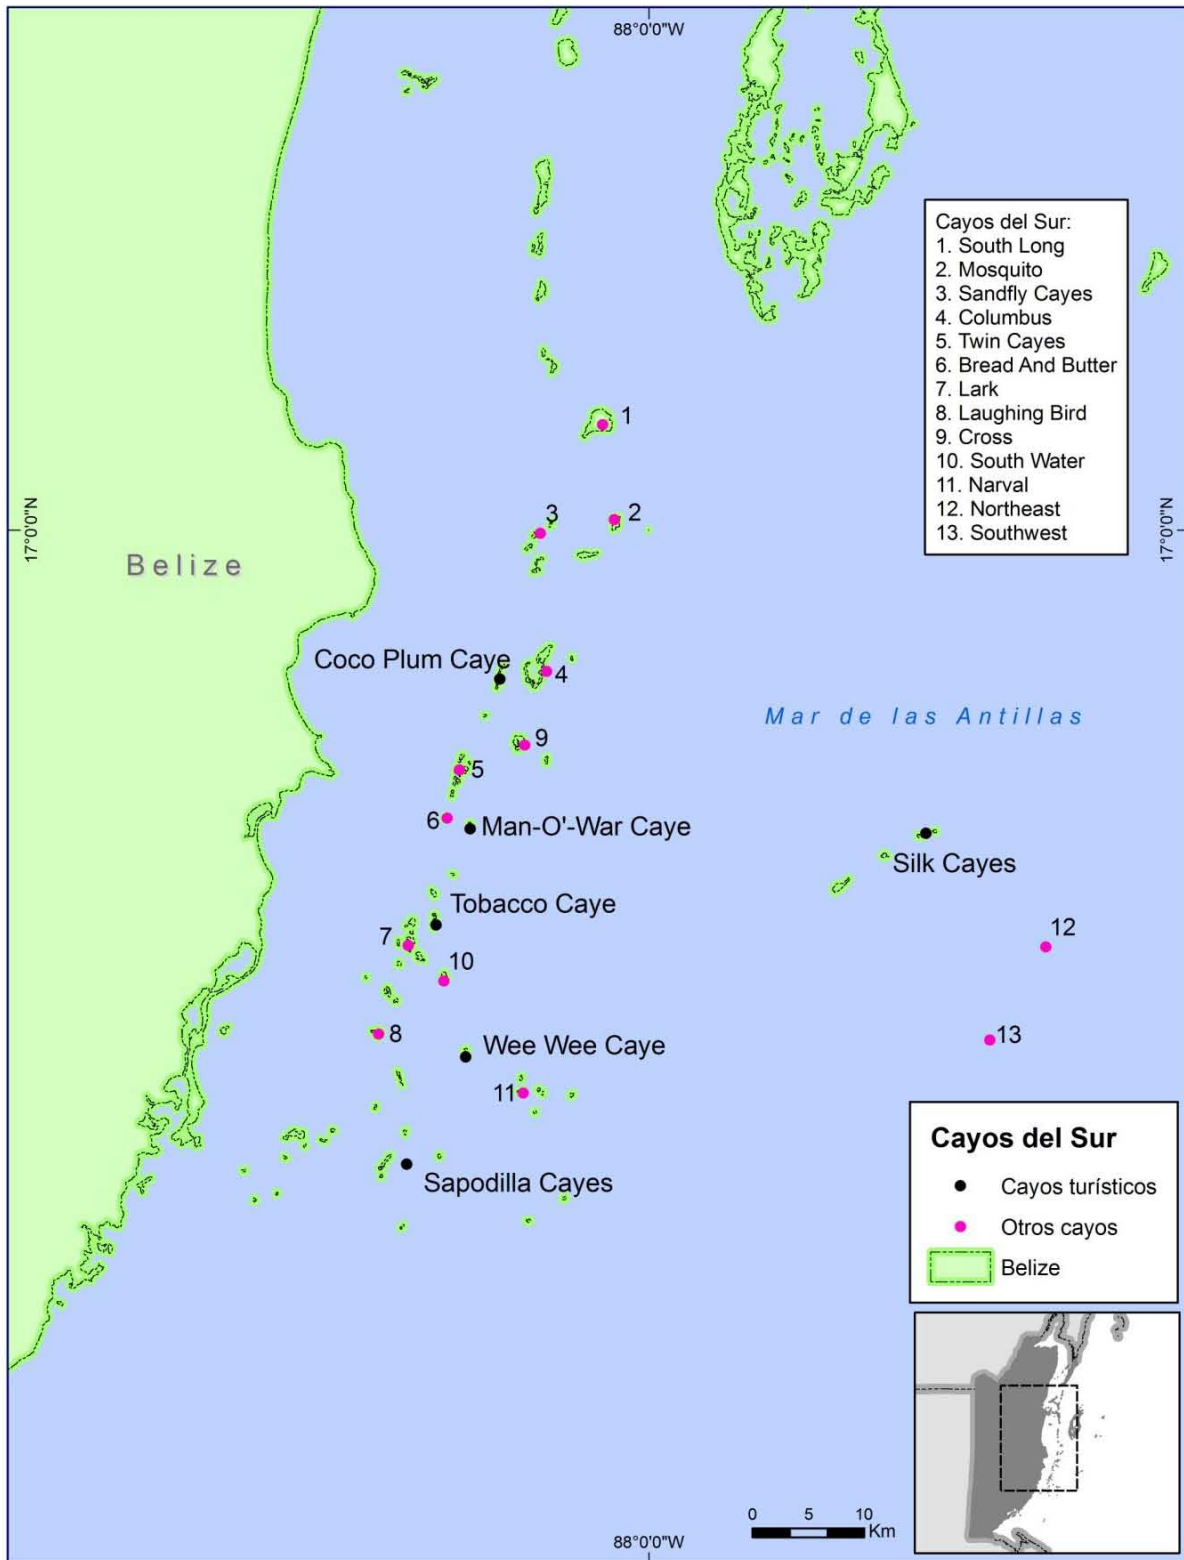 88°0'0"W
Cayos del Sur:
1. South Long
2. Mosquito
3. Sandfly Cayes
4. Columbus
5. Twin Cayes
6. Bread And Butter
7. Lark
8. Laughing Bird
9. Cross
10. South Water
11. Narval
12. Northeast
13. Southwest
1
2
3
17°0'0"N
17°0'0"N
Belize
Coco Plum Caye
4
Mar de las Antillas
9
5
6
Man-O'-War Caye
Silk Cayes
Tobacco Caye
7
12
10
8
13
Wee Wee Caye
11
Sapodilla Cayes
Cayos del Sur
Cayos turísticos
Otros cayos
Belize
0 5 10
Km
88°0'0"W